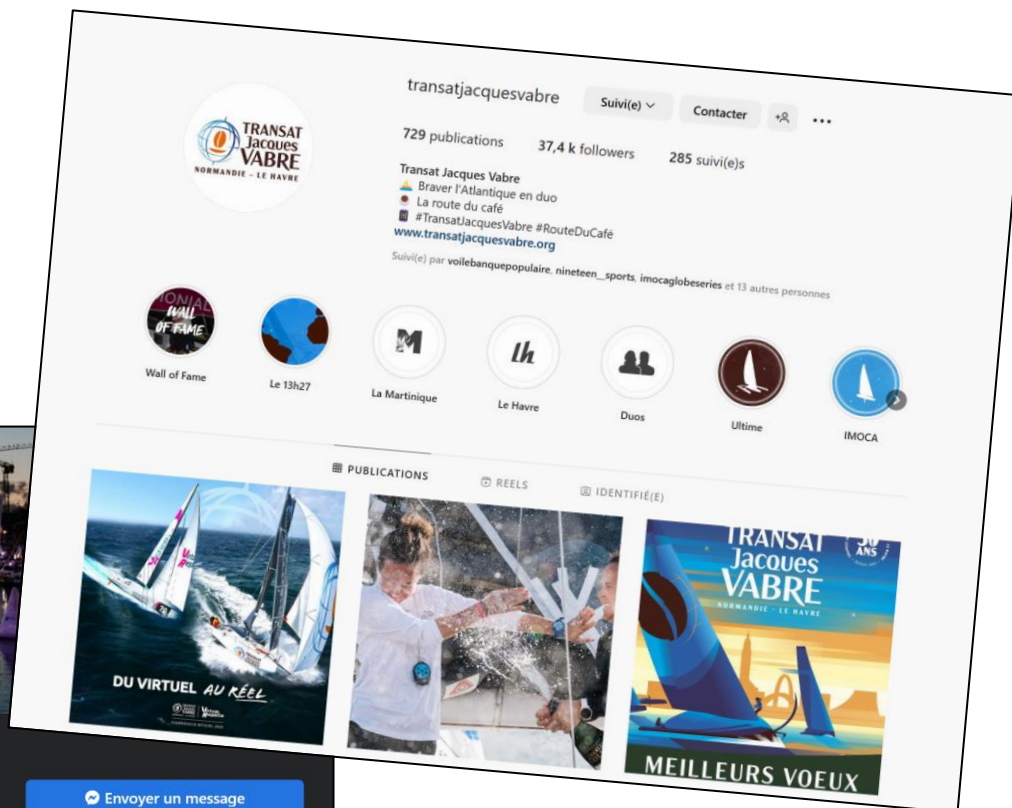 transatjacquesvabre
Suivi(e)
Contacter
729 publications
37,4 k followers
285 suivi(e)s
TRANSAT
Jacques
VABRE
NORMANDIE - LE HAVRE
Transat Jacques Vabre
Braver l'Atlantique en duo
La route du café
#TransatJacquesVabre #RouteDuCafé
www.transatjacquesvabre.org
Suivi(e) par voilebanquepopulaire, nineteen__sports, imocaglobeseries et 13 autres personnes
WALL
OF FAME
M
lh
Wall of Fame
Le 13h27
La Martinique
Le Havre
Duos
Ultime
IMOCA
PUBLICATIONS
REELS
IDENTIFIÉ(E)
DU VIRTUEL AU RÉEL
TRANSAT
Jacques
VABRE
NORMANDIE - LE HAVRE
30
ANS
MEILLEURS VOEUX
Envoyer un message